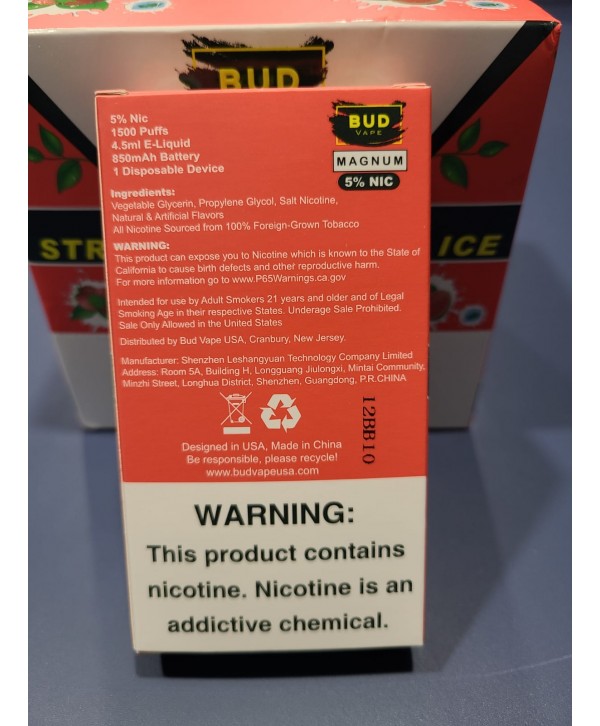 BUD
5% Nic
1500 Puffs
4.5ml E-Liquid
850mAh Battery
1 Disposable Device
BUD
VAPE
MAGNUM
5% NIC
Ingredients:
Vegetable Glycerin, Propylene Glycol, Salt Nicotine,
Natural & Artificial Flavors
All Nicotine Sourced from 100% Foreign-Grown Tobacco
STR
ICE
WARNING:
This product can expose you to Nicotine which is known to the State of
California to cause birth defects and other reproductive harm.
For more information go to www.P65Warnings.ca.gov
Intended for use by Adult Smokers 21 years and older and of Legal
Smoking Age in their respective States. Underage Sale Prohibited.
Sale Only Allowed in the United States
Distributed by Bud Vape USA, Cranbury, New Jersey.
Manufacturer: Shenzhen Leshangyuan Technology Company Limited
Address: Room 5A, Building H, Longguang Jiulongxi, Mintai Community,
Minzhi Street, Longhua District, Shenzhen, Guangdong, P.R.CHINA
12BB10
Designed in USA, Made in China
Be responsible, please recycle!
www.budvapeusa.com
WARNING:
This product contains
nicotine. Nicotine is an
addictive chemical.